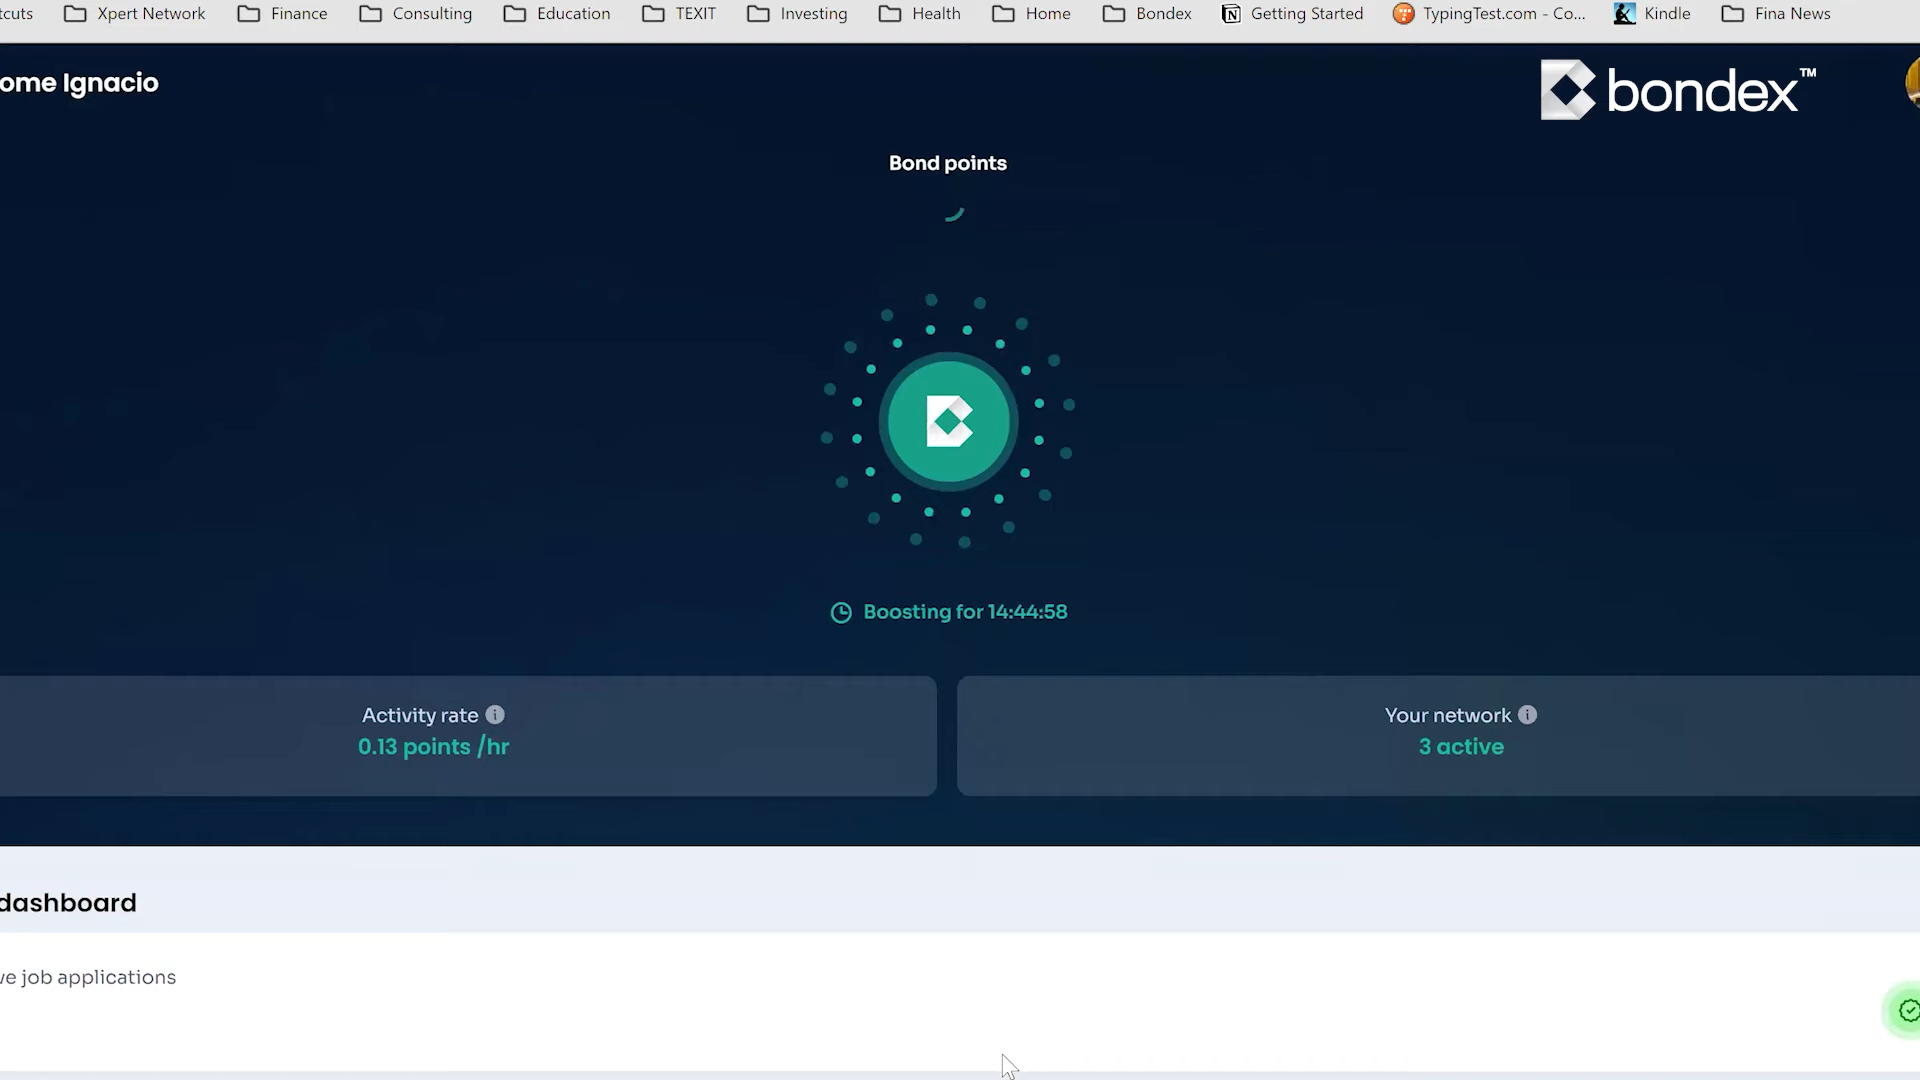 tcuts Xpert Network Finance Consulting Education TEXIT Investing Health Home Bondex Getting Started TypingTest.com - Co... Kindle Fina News
ome Ignacio
bondex™
Bond points
Boosting for 14:44:58
Activity rate
0.13 points /hr
Your network
3 active
dashboard
ve job applications